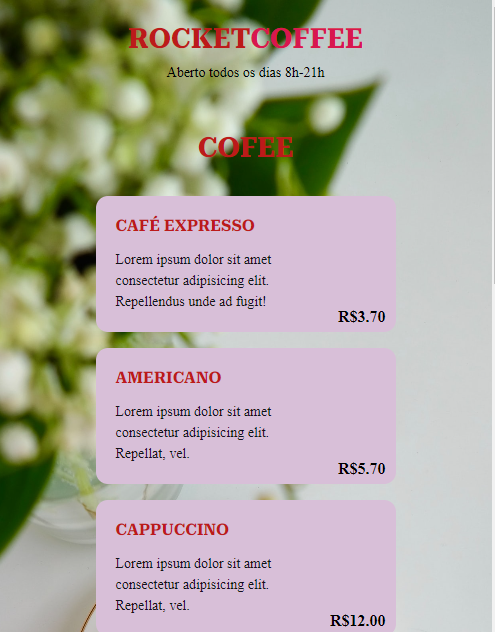 ROCKETCOFFEE
Aberto todos os dias 8h-21h
COFEE
CAFÉ EXPRESSO
Lorem ipsum dolor sit amet
consectetur adipisicing elit.
Repellendus unde ad fugit!
R$3.70
AMERICANO
Lorem ipsum dolor sit amet
consectetur adipisicing elit.
Repellat, vel.
R$5.70
CAPPUCCINO
Lorem ipsum dolor sit amet
consectetur adipisicing elit.
Repellat, vel.
R$12.00